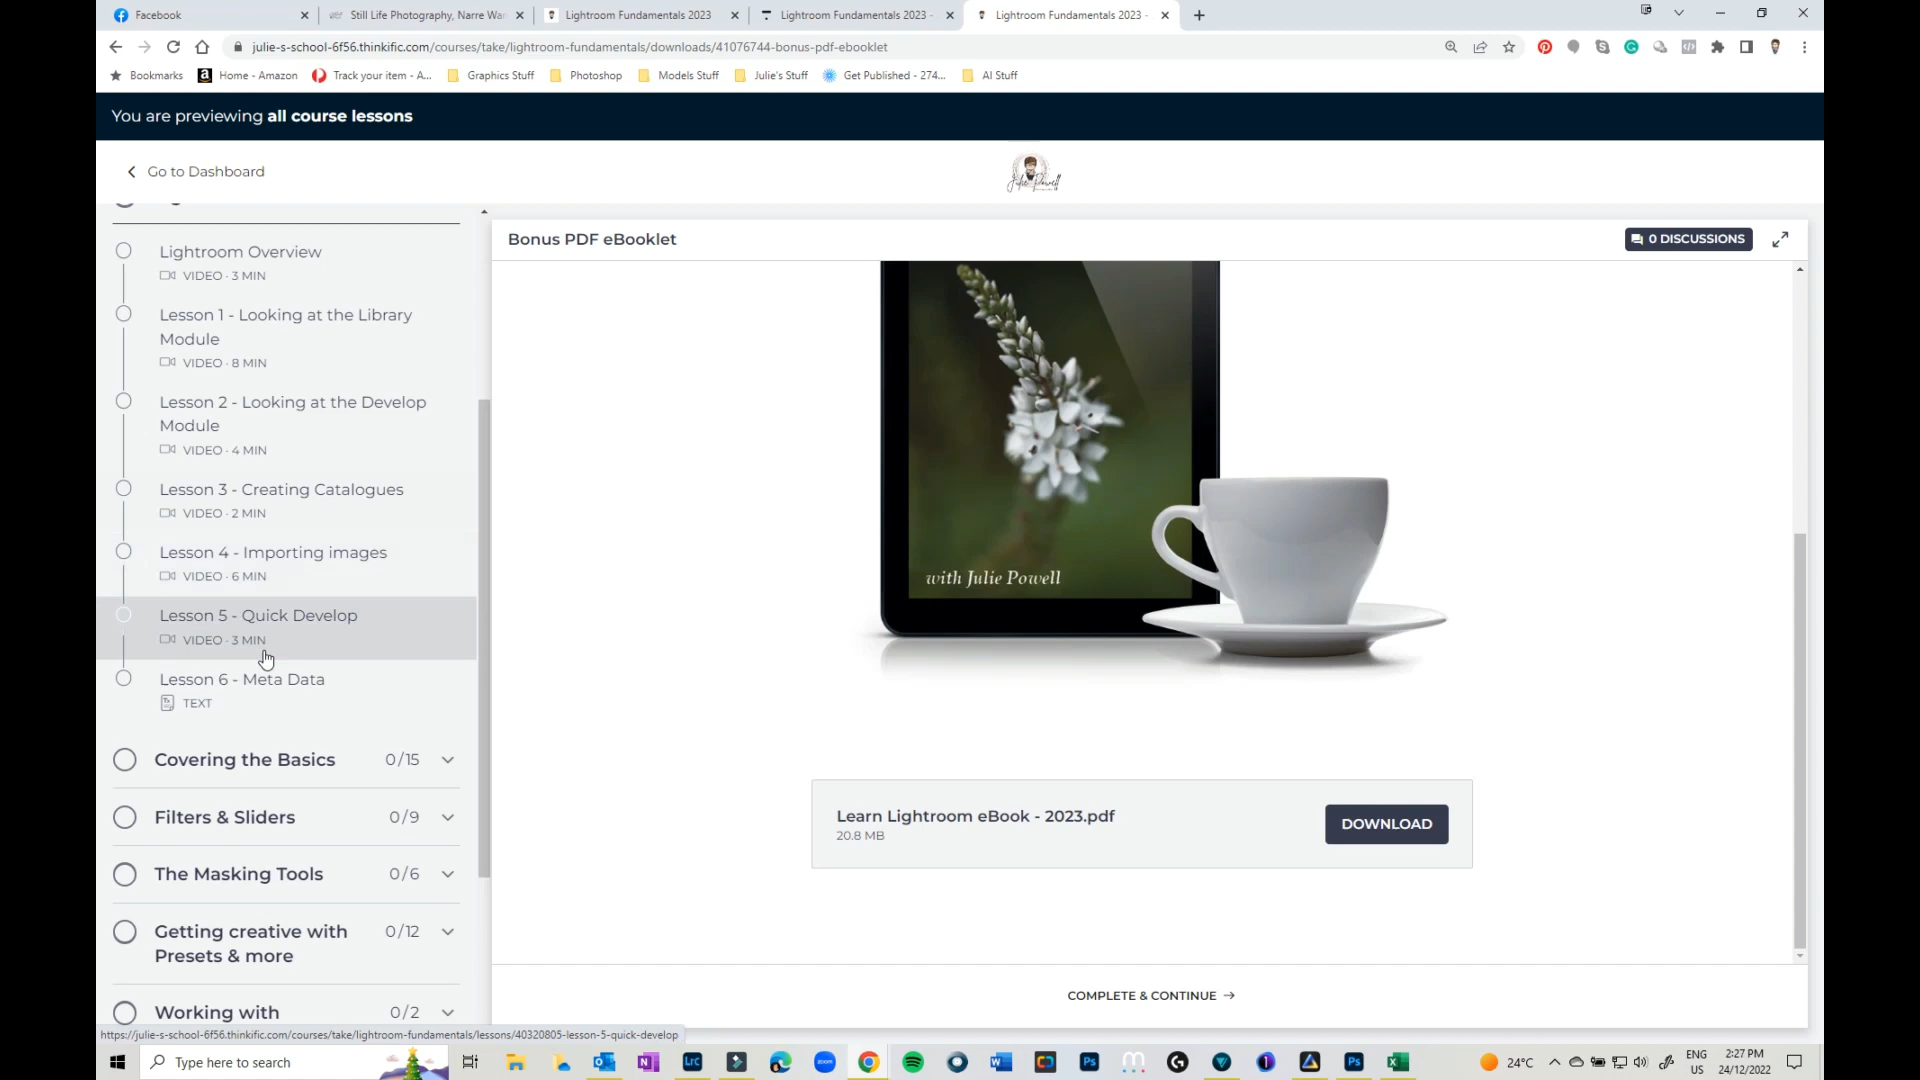 Facebook
Still Life Photography, Narre War
Lightroom Fundamentals 2023
Lightroom Fundamentals 2023 -
Lightroom Fundamentals 2023 -
julie-s-school-6f56.thinkific.com/courses/take/lightroom-fundamentals/downloads/41076744-bonus-pdf-ebooklet
Bookmarks
Home - Amazon
Track your item - A...
Graphics Stuff
Photoshop
Models Stuff
Julie's Stuff
Get Published - 274...
AI Stuff
You are previewing all course lessons
Go to Dashboard
Julie Powell
Lightroom Overview
VIDEO · 3 MIN
Lesson 1 - Looking at the Library
Module
VIDEO · 8 MIN
Lesson 2 - Looking at the Develop
Module
VIDEO · 4 MIN
Lesson 3 - Creating Catalogues
VIDEO · 2 MIN
Lesson 4 - Importing images
VIDEO · 6 MIN
Lesson 5 - Quick Develop
VIDEO · 3 MIN
Lesson 6 - Meta Data
TEXT
Covering the Basics 0/15
Filters & Sliders 0/9
The Masking Tools 0/6
Getting creative with 0/12
Presets & more
Working with 0/2
Bonus PDF eBooklet
0 DISCUSSIONS
with Julie Powell
Learn Lightroom eBook - 2023.pdf
20.8 MB
DOWNLOAD
COMPLETE & CONTINUE →
https://julie-s-school-6f56.thinkific.com/courses/take/lightroom-fundamentals/lessons/40320805-lesson-5-quick-develop
Type here to search
LrC
zoom
Ps
Ps
24°C
ENG
US
2:27 PM
24/12/2022